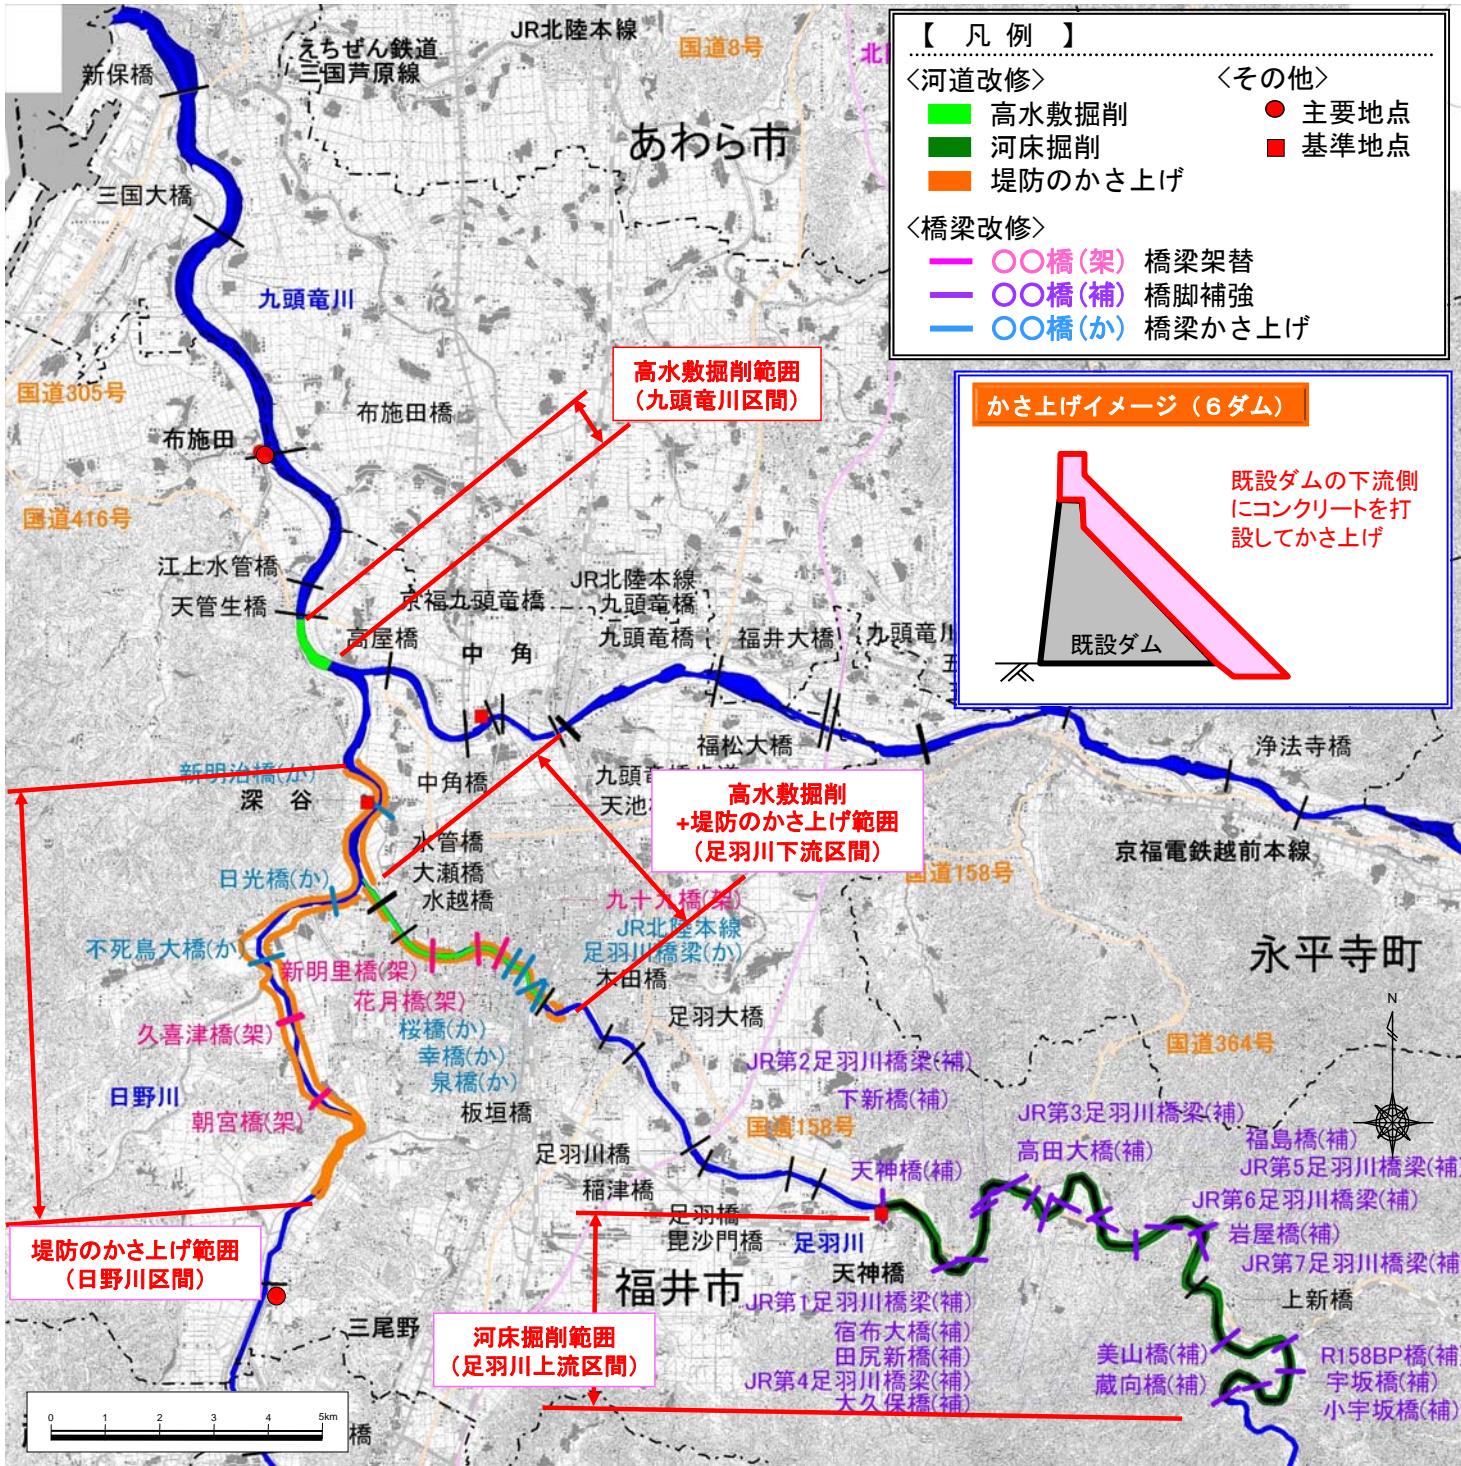 JR北陸本線
えちぜん鉄道
三国芦原線
国道8号
新保橋
あわら市
三国大橋
九頭竜川
【 凡 例 】
<河道改修>
高水敷掘削
河床掘削
堤防のかさ上げ
<その他>
主要地点
基準地点
<橋梁改修>
〇〇橋(架) 橋梁架替
〇〇橋(補) 橋脚補強
〇〇橋(か) 橋梁かさ上げ
高水敷掘削範囲
(九頭竜川区間)
かさ上げイメージ(6ダム)
既設ダムの下流側
にコンクリートを打
設してかさ上げ
既設ダム
国道305号
布施田橋
布施田
国道416号
江上水管橋
天管生橋
京福九頭竜橋
JR北陸本線
九頭竜橋
高屋橋
中 角
九頭竜橋
福井大橋
九頭竜川
福松大橋
浄法寺橋
新明治橋(か)
深 谷
中角橋
高水敷掘削
+堤防のかさ上げ範囲
(足羽川下流区間)
水管橋
大瀬橋
水越橋
京福電鉄越前本線
国道158号
日光橋(か)
九十九橋(架)
JR北陸本線
足羽川橋梁(か)
木田橋
不死鳥大橋(か)
新明里橋(架)
花月橋(架)
桜橋(か)
幸橋(か)
泉橋(か)
永平寺町
N
足羽大橋
久喜津橋(架)
国道364号
日野川
朝宮橋(架)
板垣橋
JR第2足羽川橋梁(補)
下新橋(補)
国道158号
JR第3足羽川橋梁(補)
高田大橋(補)
福島橋(補)
JR第5足羽川橋梁(補)
足羽川橋
稲津橋
天神橋(補)
JR第6足羽川橋梁(補)
足羽橋
毘沙門橋
足羽川
岩屋橋(補)
JR第7足羽川橋梁(補
堤防のかさ上げ範囲
(日野川区間)
福井市
天神橋
上新橋
JR第1足羽川橋梁(補)
宿布大橋(補)
田尻新橋(補)
JR第4足羽川橋梁(補)
大久保橋(補)
三尾野
河床掘削範囲
(足羽川上流区間)
美山橋(補)
蔵向橋(補)
R158BP橋(補)
宇坂橋(補)
小宇坂橋(補)
0 1 2 3 4 5km
橋